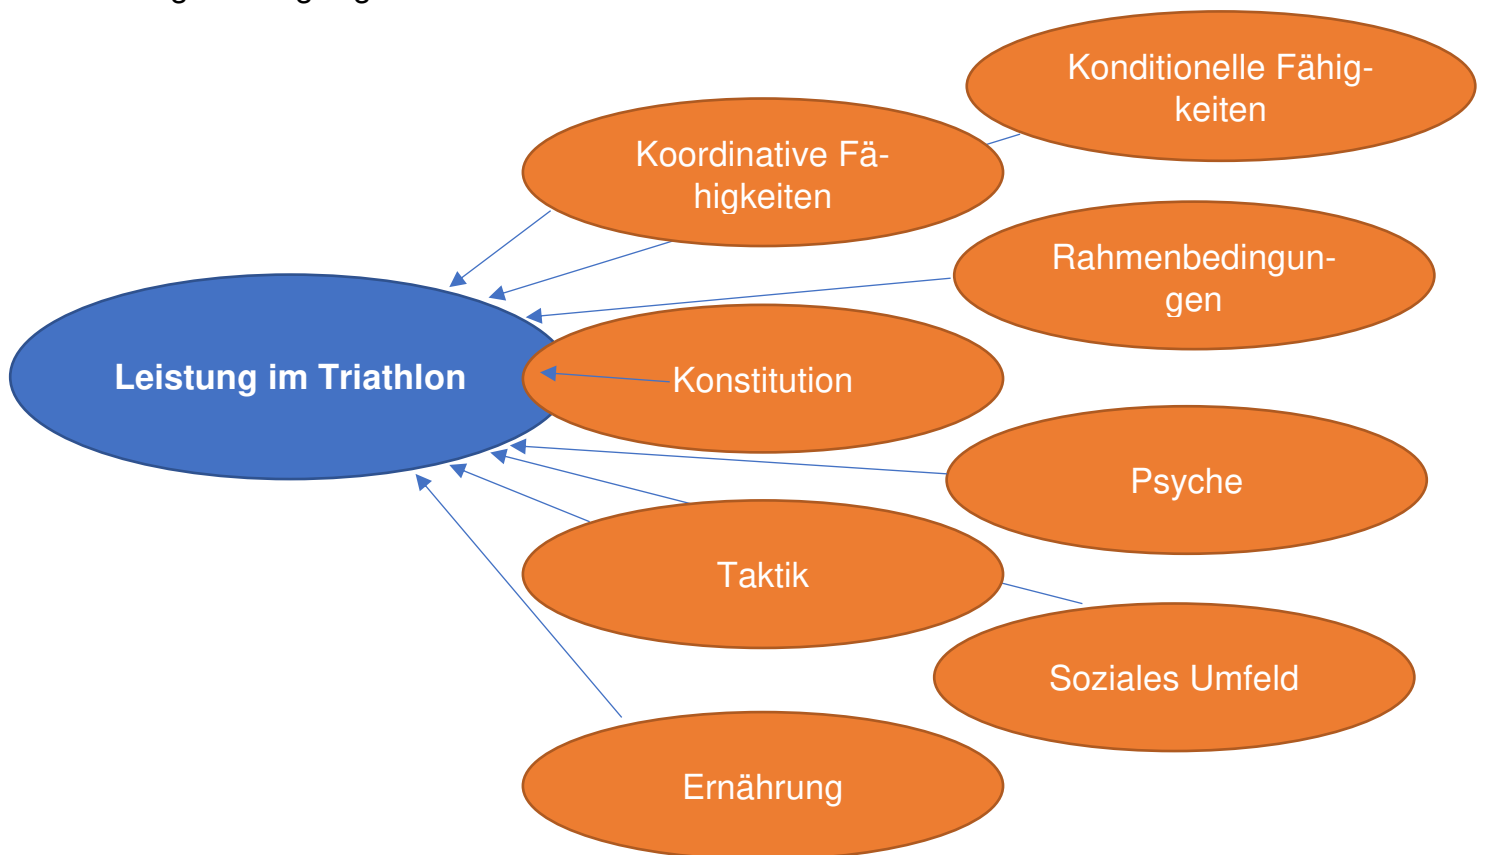 Konditionelle Fähig-
keiten
Koordinative Fä-
higkeiten
Rahmenbedingun-
gen
Leistung im Triathlon
Konstitution
Psyche
Taktik
Soziales Umfeld
Ernährung